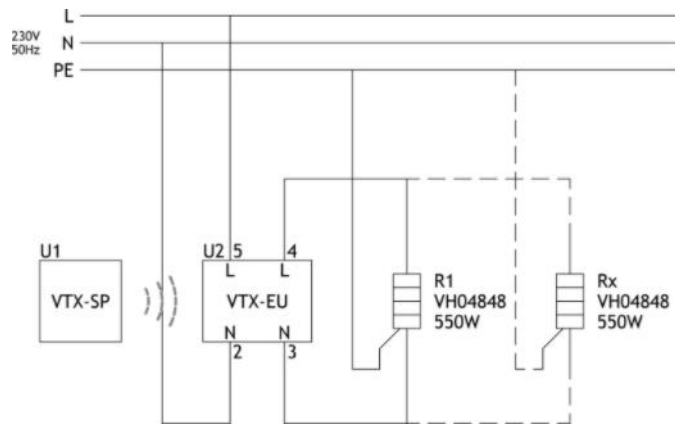 L
230V
50Hz
N
PE
U1
VTX-SP
U2
5
4
L
L
VTX-EU
N
N
2
3
R1
VH04848
550W
Rx
VH04848
550W